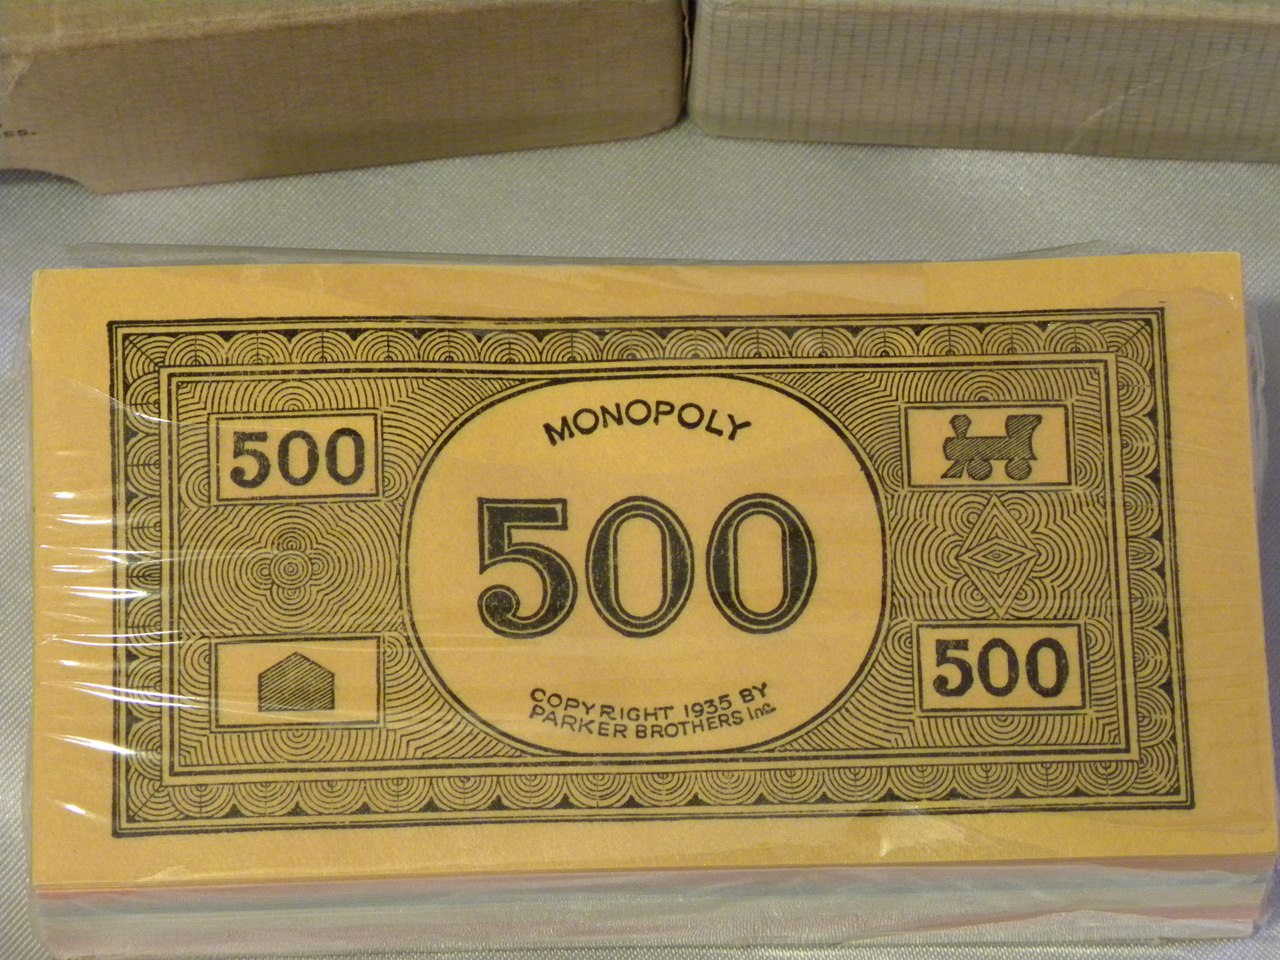 MONOPOLY
500
500
500
COPYRIGHT 1935 BY
PARKER BROTHERS Inc.